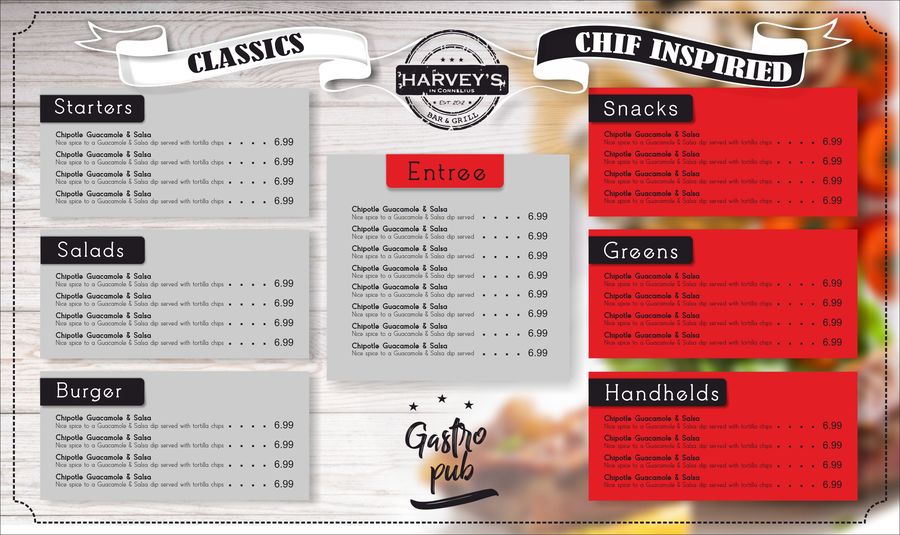 CLASSICS
HARVEY'S
IN CORNELIUS
EST. 2012
BAR & GRILL
CHIF INSPIRIED
Starters
Chipotle Guacamole & Salsa
Nice spice to a Guacamole & Salsa dip served with tortilla chips . . . . 6.99
Chipotle Guacamole & Salsa
Nice spice to a Guacamole & Salsa dip served with tortilla chips . . . . 6.99
Chipotle Guacamole & Salsa
Nice spice to a Guacamole & Salsa dip served with tortilla chips . . . . 6.99
Chipotle Guacamole & Salsa
Nice spice to a Guacamole & Salsa dip served with tortilla chips . . . . 6.99
Salads
Chipotle Guacamole & Salsa
Nice spice to a Guacamole & Salsa dip served with tortilla chips . . . . 6.99
Chipotle Guacamole & Salsa
Nice spice to a Guacamole & Salsa dip served with tortilla chips . . . . 6.99
Chipotle Guacamole & Salsa
Nice spice to a Guacamole & Salsa dip served with tortilla chips . . . . 6.99
Chipotle Guacamole & Salsa
Nice spice to a Guacamole & Salsa dip served with tortilla chips . . . . 6.99
Burger
Chipotle Guacamole & Salsa
Nice spice to a Guacamole & Salsa dip served with tortilla chips . . . . 6.99
Chipotle Guacamole & Salsa
Nice spice to a Guacamole & Salsa dip served with tortilla chips . . . . 6.99
Chipotle Guacamole & Salsa
Nice spice to a Guacamole & Salsa dip served with tortilla chips . . . . 6.99
Chipotle Guacamole & Salsa
Nice spice to a Guacamole & Salsa dip served with tortilla chips . . . . 6.99
Entree
Chipotle Guacamole & Salsa
Nice spice to a Guacamole & Salsa dip served . . . . 6.99
Chipotle Guacamole & Salsa
Nice spice to a Guacamole & Salsa dip served . . . . 6.99
Chipotle Guacamole & Salsa
Nice spice to a Guacamole & Salsa dip served . . . . 6.99
Chipotle Guacamole & Salsa
Nice spice to a Guacamole & Salsa dip served . . . . 6.99
Chipotle Guacamole & Salsa
Nice spice to a Guacamole & Salsa dip served . . . . 6.99
Chipotle Guacamole & Salsa
Nice spice to a Guacamole & Salsa dip served . . . . 6.99
Chipotle Guacamole & Salsa
Nice spice to a Guacamole & Salsa dip served . . . . 6.99
Chipotle Guacamole & Salsa
Nice spice to a Guacamole & Salsa dip served . . . . 6.99
Gastro
pub
Snacks
Chipotle Guacamole & Salsa
Nice spice to a Guacamole & Salsa dip served with tortilla chips . . . . 6.99
Chipotle Guacamole & Salsa
Nice spice to a Guacamole & Salsa dip served with tortilla chips . . . . 6.99
Chipotle Guacamole & Salsa
Nice spice to a Guacamole & Salsa dip served with tortilla chips . . . . 6.99
Chipotle Guacamole & Salsa
Nice spice to a Guacamole & Salsa dip served with tortilla chips . . . . 6.99
Greens
Chipotle Guacamole & Salsa
Nice spice to a Guacamole & Salsa dip served with tortilla chips . . . . 6.99
Chipotle Guacamole & Salsa
Nice spice to a Guacamole & Salsa dip served with tortilla chips . . . . 6.99
Chipotle Guacamole & Salsa
Nice spice to a Guacamole & Salsa dip served with tortilla chips . . . . 6.99
Chipotle Guacamole & Salsa
Nice spice to a Guacamole & Salsa dip served with tortilla chips . . . . 6.99
Handhelds
Chipotle Guacamole & Salsa
Nice spice to a Guacamole & Salsa dip served with tortilla chips . . . . 6.99
Chipotle Guacamole & Salsa
Nice spice to a Guacamole & Salsa dip served with tortilla chips . . . . 6.99
Chipotle Guacamole & Salsa
Nice spice to a Guacamole & Salsa dip served with tortilla chips . . . . 6.99
Chipotle Guacamole & Salsa
Nice spice to a Guacamole & Salsa dip served with tortilla chips . . . . 6.99